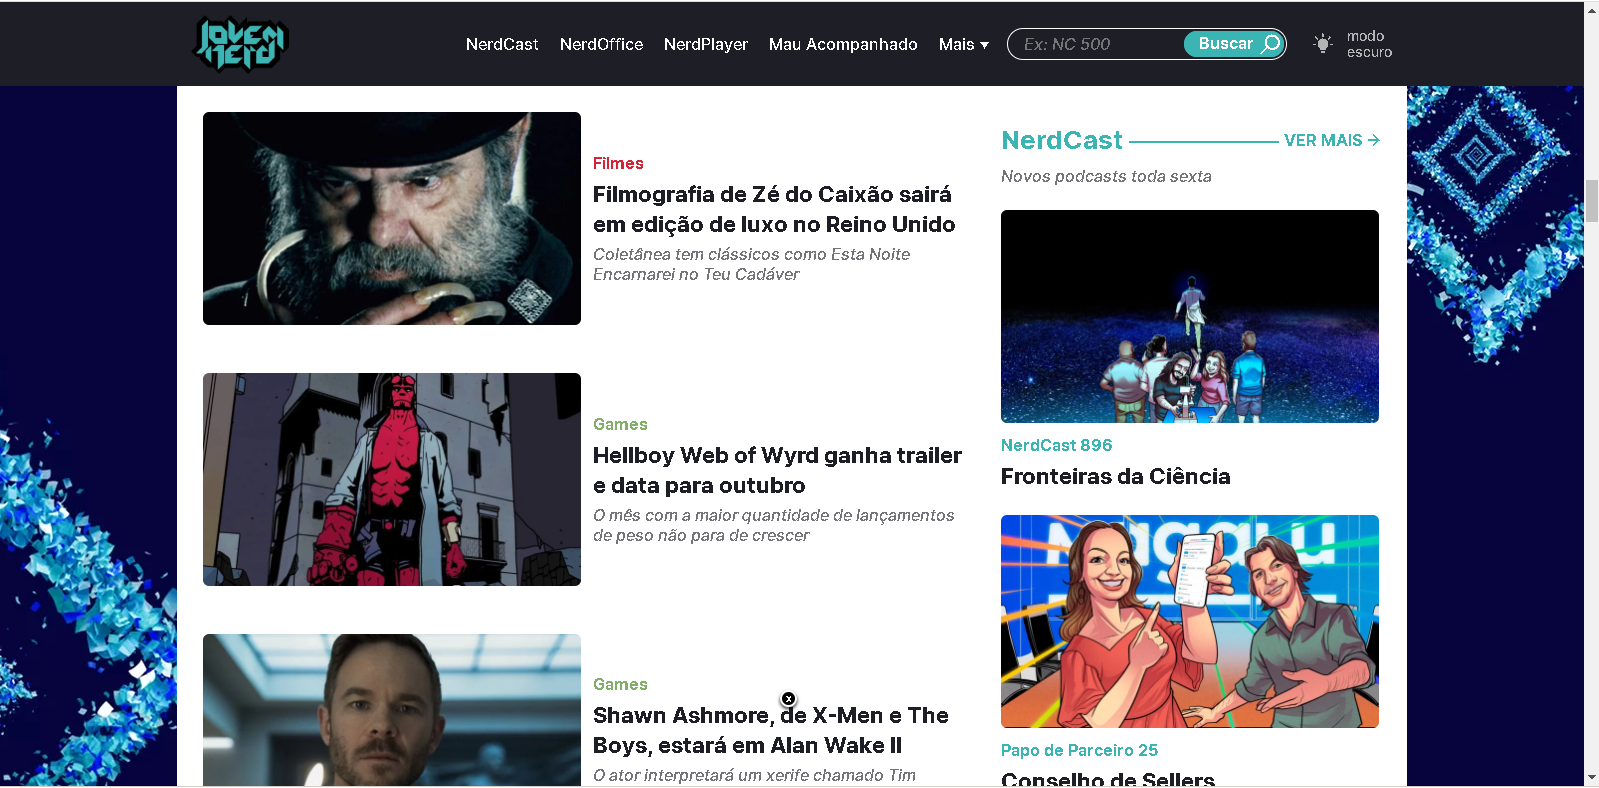 JOVEM
NERD
NerdCast
NerdOffice
NerdPlayer
Mau Acompanhado
Mais
Ex: NC 500
Buscar
modo
escuro
Filmes
Filmografia de Zé do Caixão sairá
em edição de luxo no Reino Unido
Coletânea tem clássicos como Esta Noite
Encarnarei no Teu Cadáver
Games
Hellboy Web of Wyrd ganha trailer
e data para outubro
O mês com a maior quantidade de lançamentos
de peso não para de crescer
Games
x
Shawn Ashmore, de X-Men e The
Boys, estará em Alan Wake II
O ator interpretará um xerife chamado Tim
NerdCast
VER MAIS →
Novos podcasts toda sexta
NerdCast 896
Fronteiras da Ciência
Magalu
Papo de Parceiro 25
Conselho de Sellers